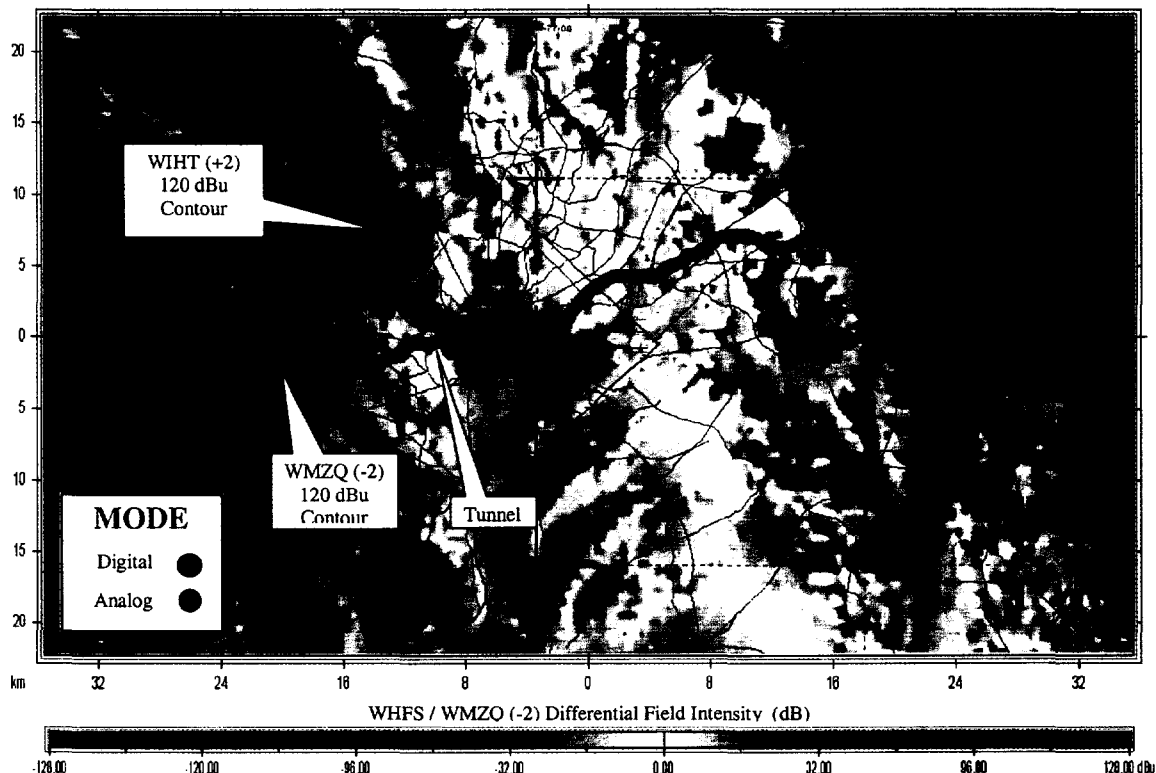 20
15
10
5
0
5
10
15
20
WIHT (+2)
120 dBu
Contour
WMZQ (-2)
120 dBu
Contour
Tunnel
MODE
Digital
Analog
km 32 24 16 8 0 8 16 24 32
WHFS / WMZQ (-2) Differential Field Intensity (dB)
-128.00 -120.00 -96.00 -32.00 0.00 32.00 96.00 128.00 dBu